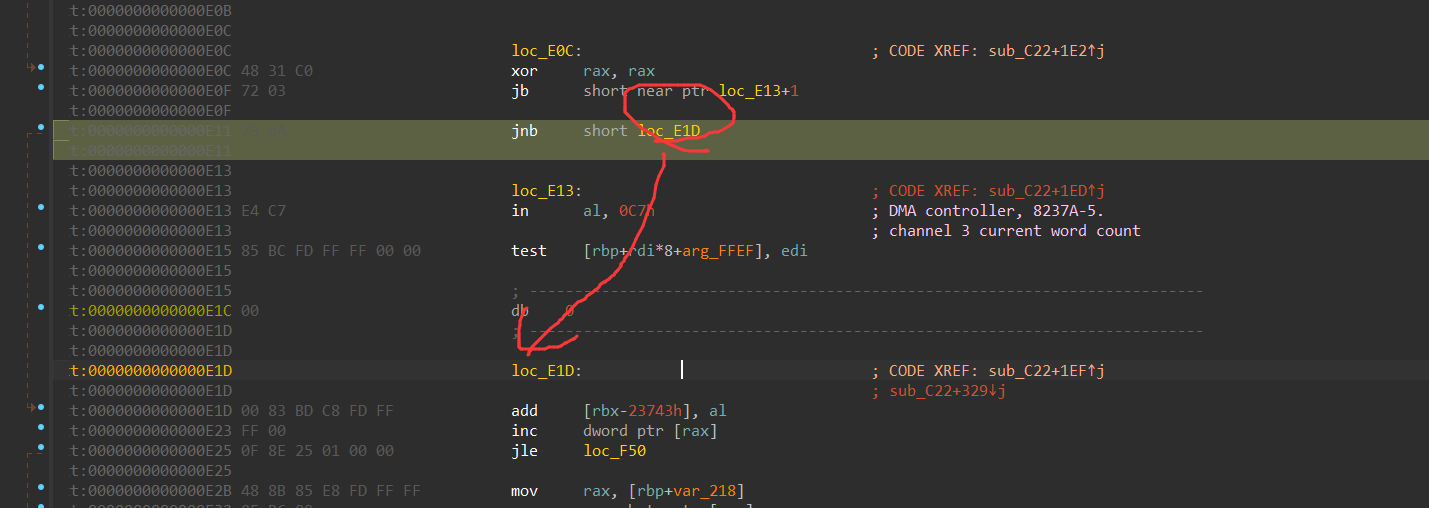 t:0000000000000E0B
t:0000000000000E0C
t:0000000000000E0C loc_E0C: ; CODE XREF: sub_C22+1E2↑j
t:0000000000000E0C 48 31 C0 xor rax, rax
t:0000000000000E0F 72 03 jb short near ptr loc_E13+1
t:0000000000000E0F
t:0000000000000E11 jnb short loc_E1D
t:0000000000000E11
t:0000000000000E13
t:0000000000000E13 loc_E13: ; CODE XREF: sub_C22+1ED↑j
t:0000000000000E13 E4 C7 in al, 0C7h ; DMA controller, 8237A-5.
t:0000000000000E13 ; channel 3 current word count
t:0000000000000E15 85 BC FD FF FF 00 00 test [rbp+rdi*8+arg_FFEF], edi
t:0000000000000E15
t:0000000000000E15 ; ---------------------------------------------------------------------------
t:0000000000000E1C 00 db 0
t:0000000000000E1D ; ---------------------------------------------------------------------------
t:0000000000000E1D
t:0000000000000E1D loc_E1D: ; CODE XREF: sub_C22+1EF↑j
t:0000000000000E1D ; sub_C22+329↓j
t:0000000000000E1D 00 83 BD C8 FD FF add [rbx-23743h], al
t:0000000000000E23 FF 00 inc dword ptr [rax]
t:0000000000000E25 0F 8E 25 01 00 00 jle loc_F50
t:0000000000000E25
t:0000000000000E2B 48 8B 85 E8 FD FF FF mov rax, [rbp+var_218]